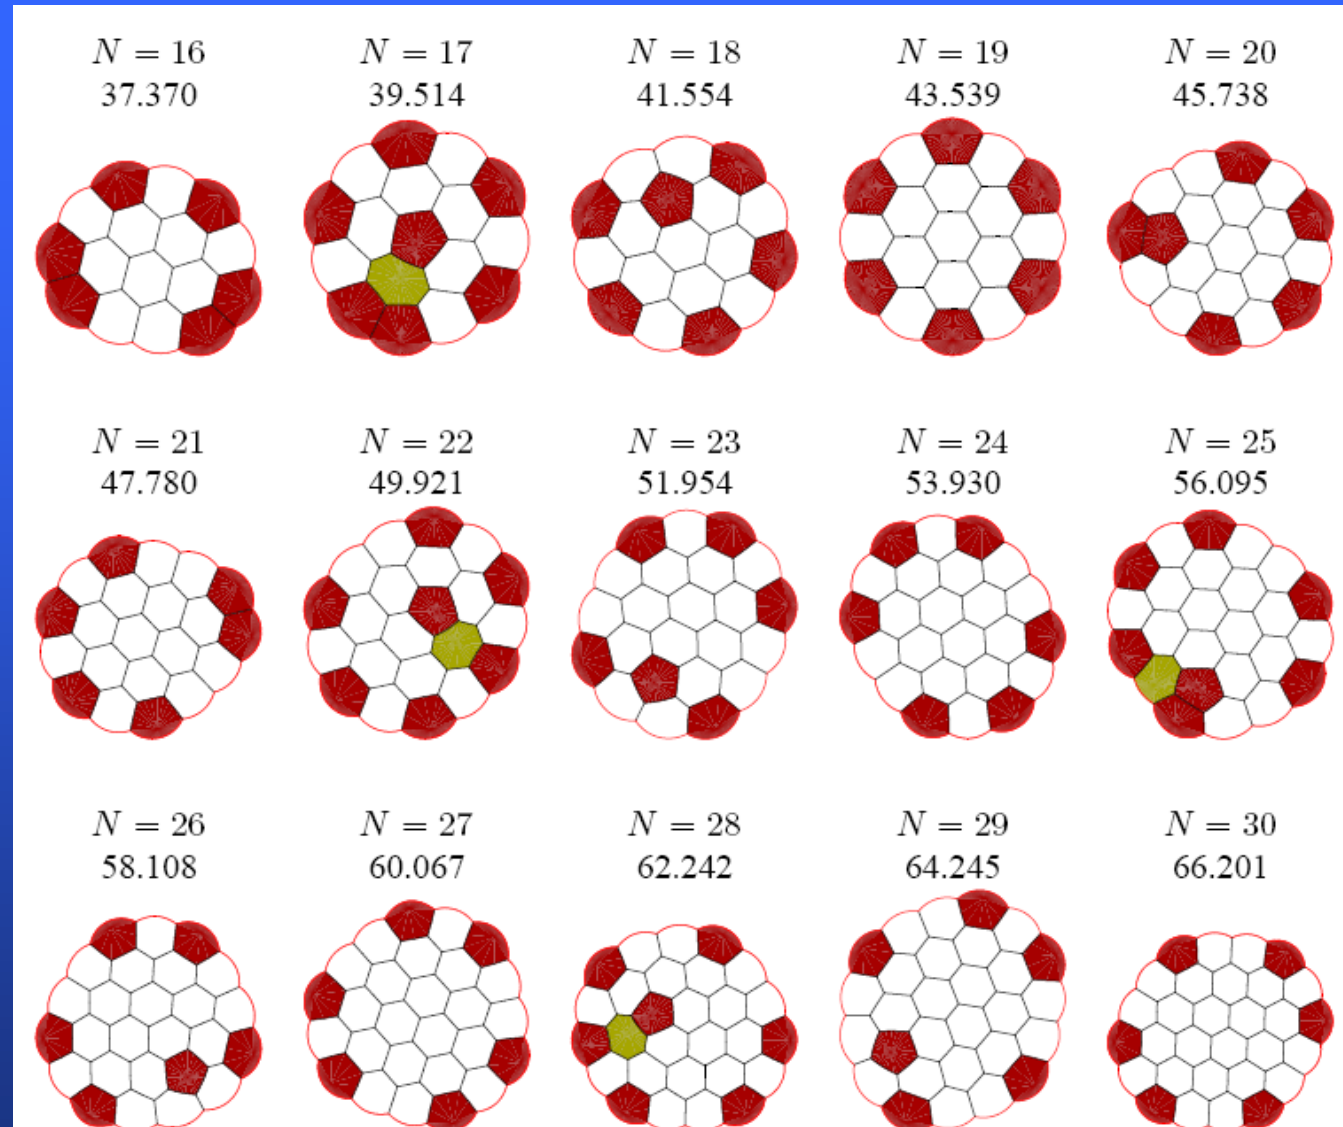 N = 16 N = 17 N = 18 N = 19 N = 20
37.370 39.514 41.554 43.539 45.738
N = 21 N = 22 N = 23 N = 24 N = 25
47.780 49.921 51.954 53.930 56.095
N = 26 N = 27 N = 28 N = 29 N = 30
58.108 60.067 62.242 64.245 66.201